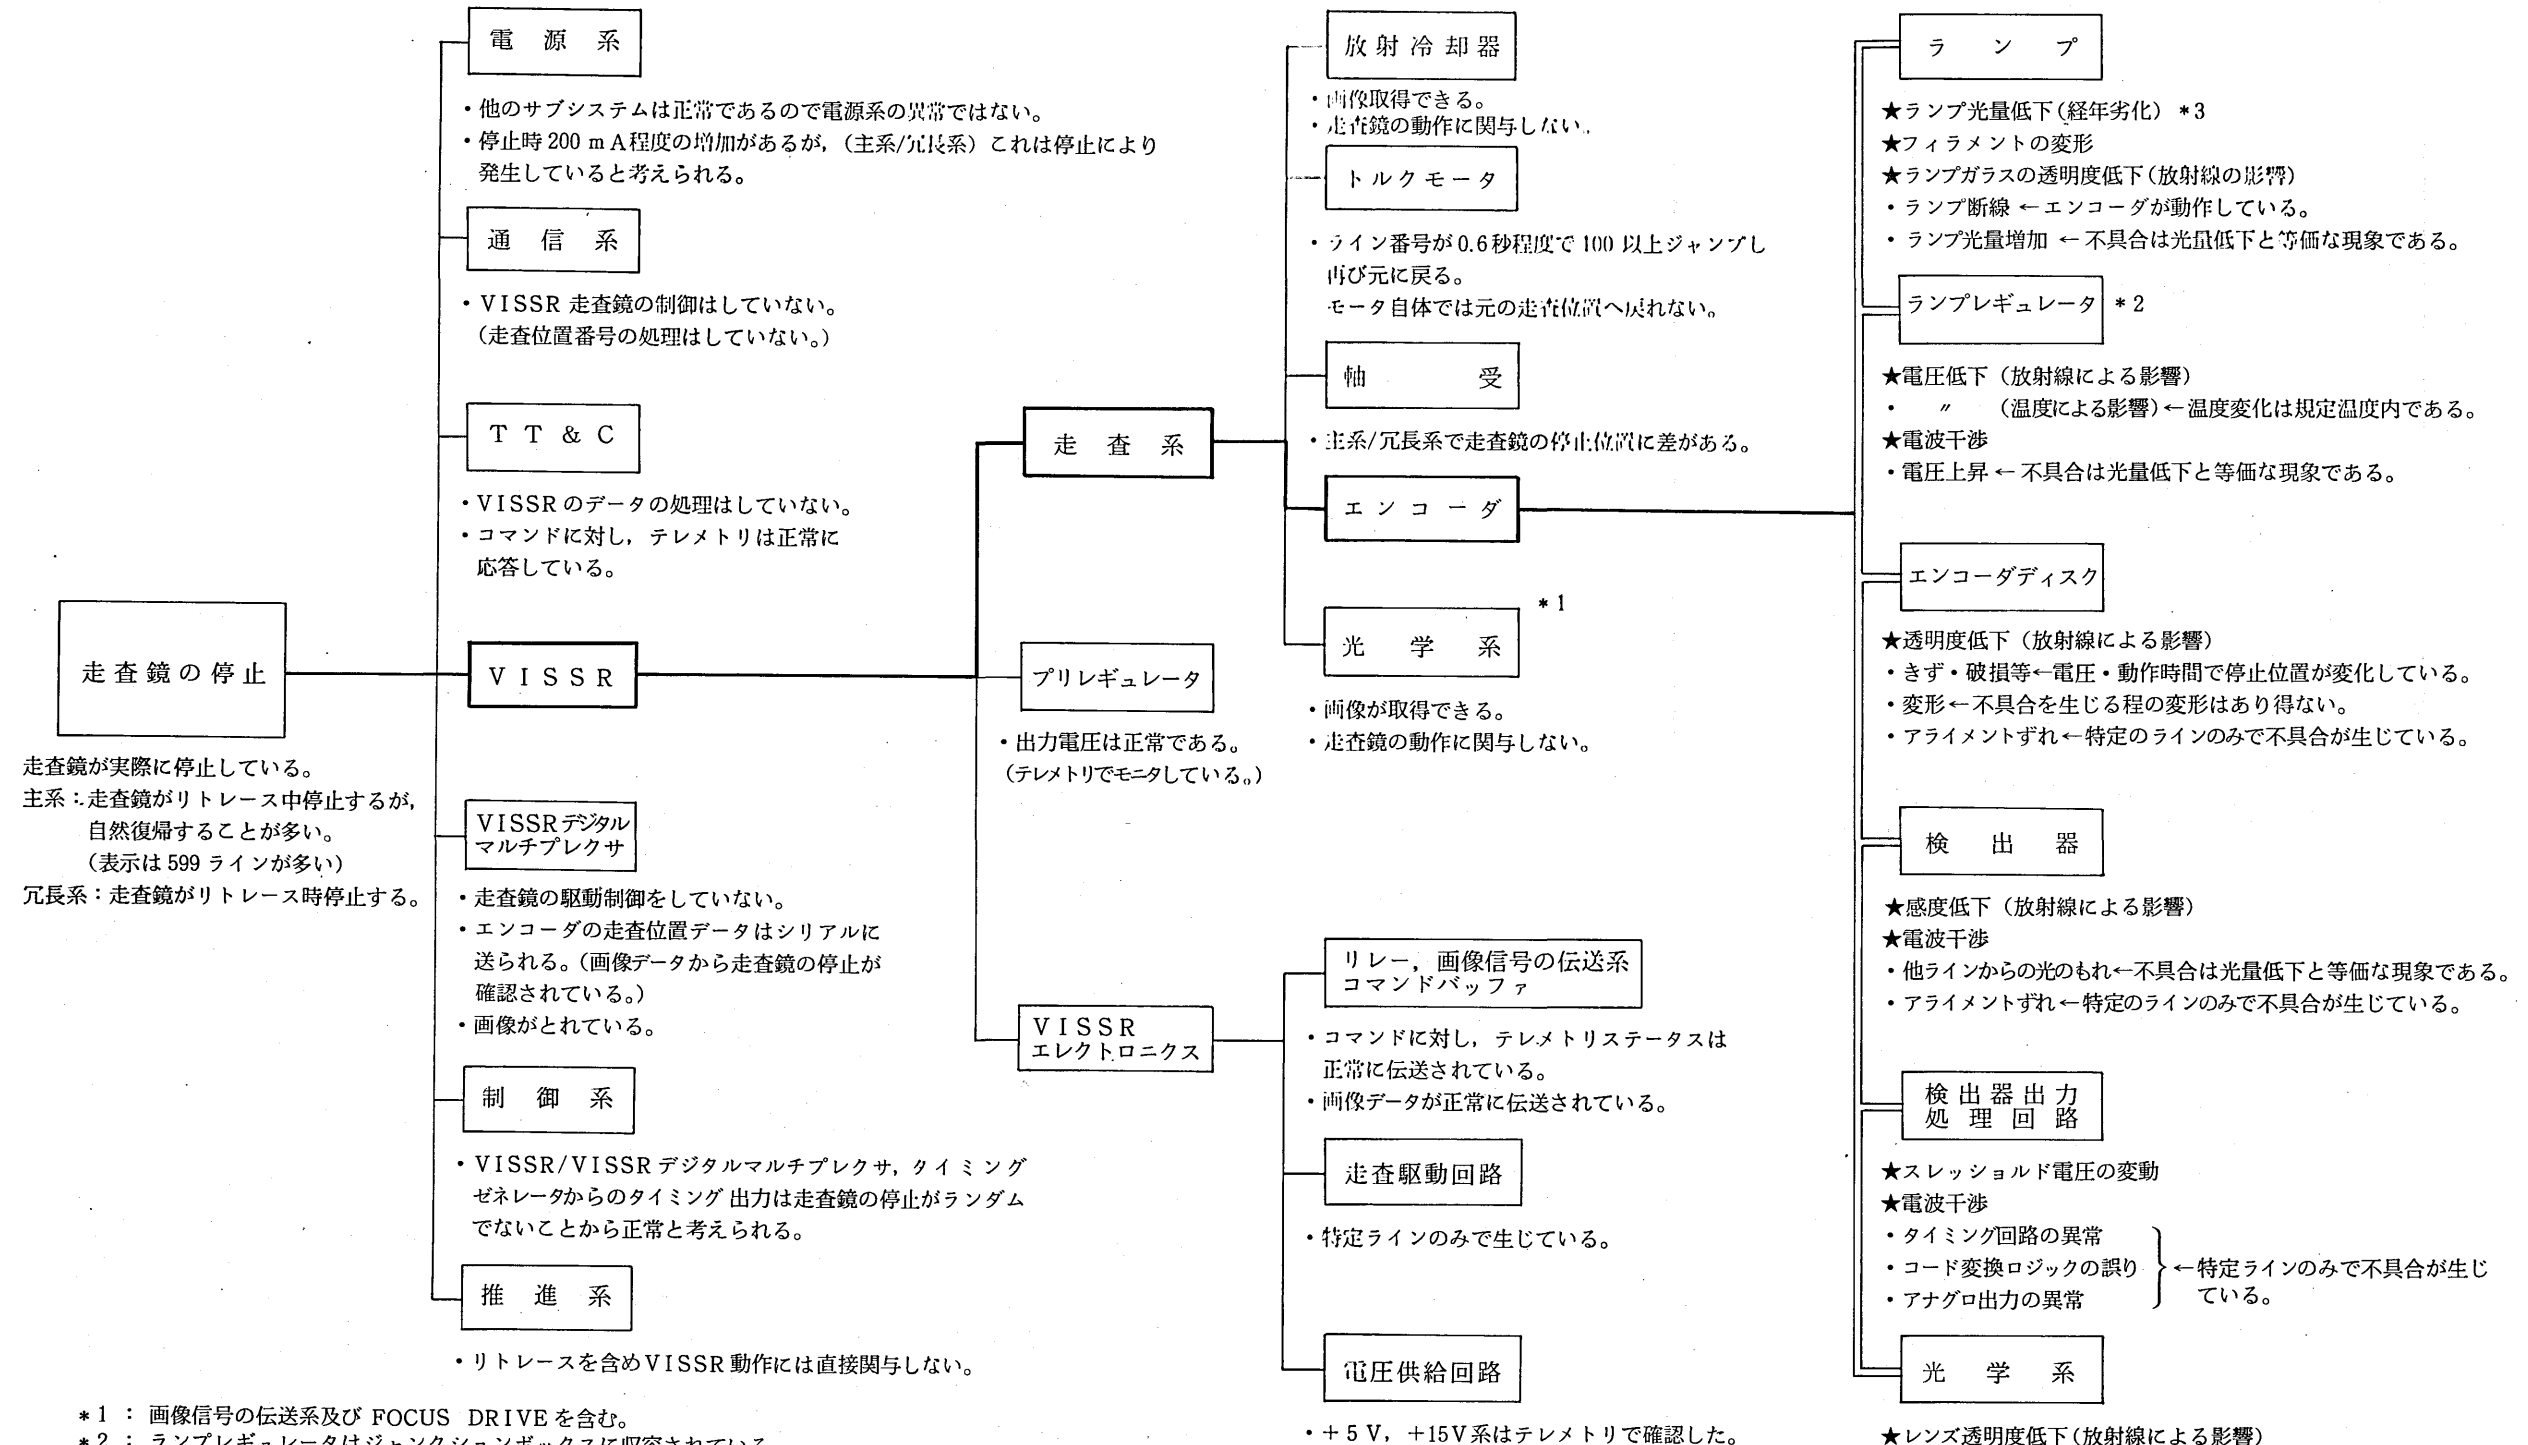 電源系
・他のサブシステムは正常であるので電源系の異常ではない。
・停止時200mA程度の増加があるが，（主系/冗長系）これは停止により
発生していると考えられる。
通信系
・VISSR走査鏡の制御はしていない。
（走査位置番号の処理はしていない。）
TT&C
・VISSRのデータの処理はしていない。
・コマンドに対し，テレメトリは正常に
応答している。
走査鏡の停止
走査鏡が実際に停止している。
主系：走査鏡がリトレース中停止するが，
自然復帰することが多い。
（表示は599ラインが多い）
冗長系：走査鏡がリトレース時停止する。
VISSR
VISSRデジタル
マルチプレクサ
・走査鏡の駆動制御をしていない。
・エンコーダの走査位置データはシリアルに
送られる。（画像データから走査鏡の停止が
確認されている。）
・画像がとれている。
制御系
・VISSR/VISSRデジタルマルチプレクサ，タイミング
ゼネレータからのタイミング出力は走査鏡の停止がランダム
でないことから正常と考えられる。
推進系
・リトレースを含めVISSR動作には直接関与しない。
走査系
プリレギュレータ
・出力電圧は正常である。
（テレメトリでモニタしている。）
VISSR
エレクトロニクス
放射冷却器
・画像取得できる。
・走査鏡の動作に関与しない。
トルクモータ
・ライン番号が0.6秒程度で100以上ジャンプし
再び元に戻る。
モータ自体では元の走査位置へ戻れない。
軸受
・主系/冗長系で走査鏡の停止位置に差がある。
エンコーダ
*1
光学系
・画像が取得できる。
・走査鏡の動作に関与しない。
リレー，画像信号の伝送系
コマンドバッファ
・コマンドに対し，テレメトリステータスは
正常に伝送されている。
・画像データが正常に伝送されている。
走査駆動回路
・特定ラインのみで生じている。
電圧供給回路
・+5V，+15V系はテレメトリで確認した。
ランプ
★ランプ光量低下（経年劣化）*3
★フィラメントの変形
★ランプガラスの透明度低下（放射線の影響）
・ランプ断線←エンコーダが動作している。
・ランプ光量増加←不具合は光量低下と等価な現象である。
ランプレギュレータ *2
★電圧低下（放射線による影響）
・〃（温度による影響）←温度変化は規定温度内である。
★電波干渉
・電圧上昇←不具合は光量低下と等価な現象である。
エンコーダディスク
★透明度低下（放射線による影響）
・きず・破損等←電圧・動作時間で停止位置が変化している。
・変形←不具合を生じる程の変形はあり得ない。
・アライメントずれ←特定のラインのみで不具合が生じている。
検出器
★感度低下（放射線による影響）
★電波干渉
・他ラインからの光のもれ←不具合は光量低下と等価な現象である。
・アライメントずれ←特定のラインのみで不具合が生じている。
検出器出力
処理回路
★スレッショルド電圧の変動
★電波干渉
・タイミング回路の異常
・コード変換ロジックの誤り
・アナグロ出力の異常
←特定ラインのみで不具合が生じ
ている。
光学系
★レンズ透明度低下（放射線による影響）
*1：画像信号の伝送系及びFOCUS DRIVEを含む。
*2：ランプレギュレータはジャンクションボックスに収容されている